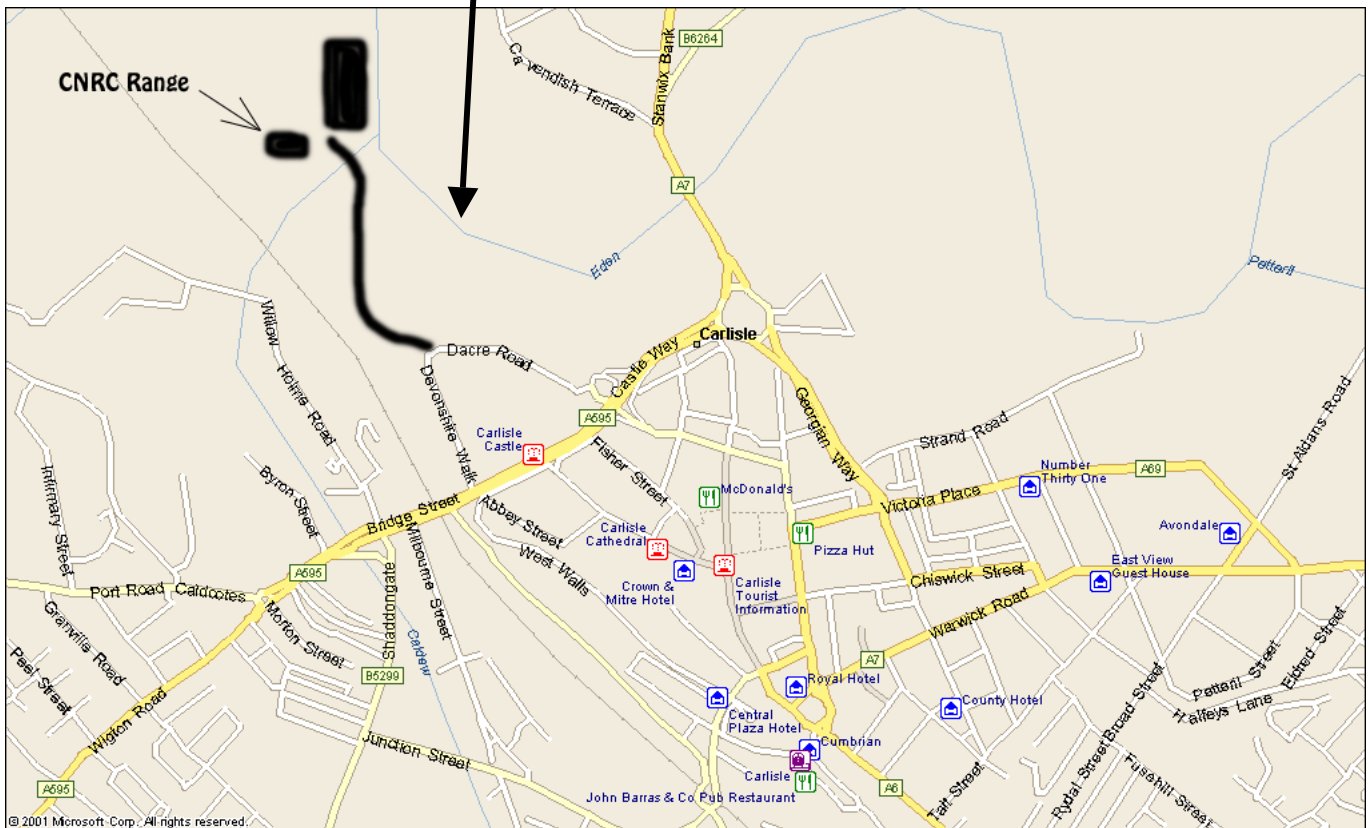 B6264
Cavendish Terrace
Stanwix Bank
CNRC Range
A7
Eden
Petteril
Willow Holme Road
Carlisle
Dacre Road
Castle Way
Devonshire Walk
Georgian Way
A595
Carlisle
Castle
Fisher Street
Strand Road
St Aidans Road
Number
Thirty One
A69
Infirmary Street
Byron Street
Bridge Street
Abbey Street
McDonald's
Victoria Place
Avondale
Carlisle
Cathedral
Pizza Hut
East View
Guest House
West Walls
Milbourne Street
A595
Crown &
Mitre Hotel
Carlisle
Tourist
Information
Chiswick Street
Port Road Caldcotes
Shaddongate
Morton Street
Granville Road
Peel Street
Caldew
Warwick Road
B5299
A7
Royal Hotel
Petteril Street
Eldred Street
Broad Street
Halfeys Lane
County Hotel
Central
Plaza Hotel
Wigton Road
Junction Street
Cumbrian
Rydal Street
Fusehill Street
Tait Street
A595
Carlisle
A6
John Barras & Co Pub Restaurant
© 2001 Microsoft Corp. All rights reserved.